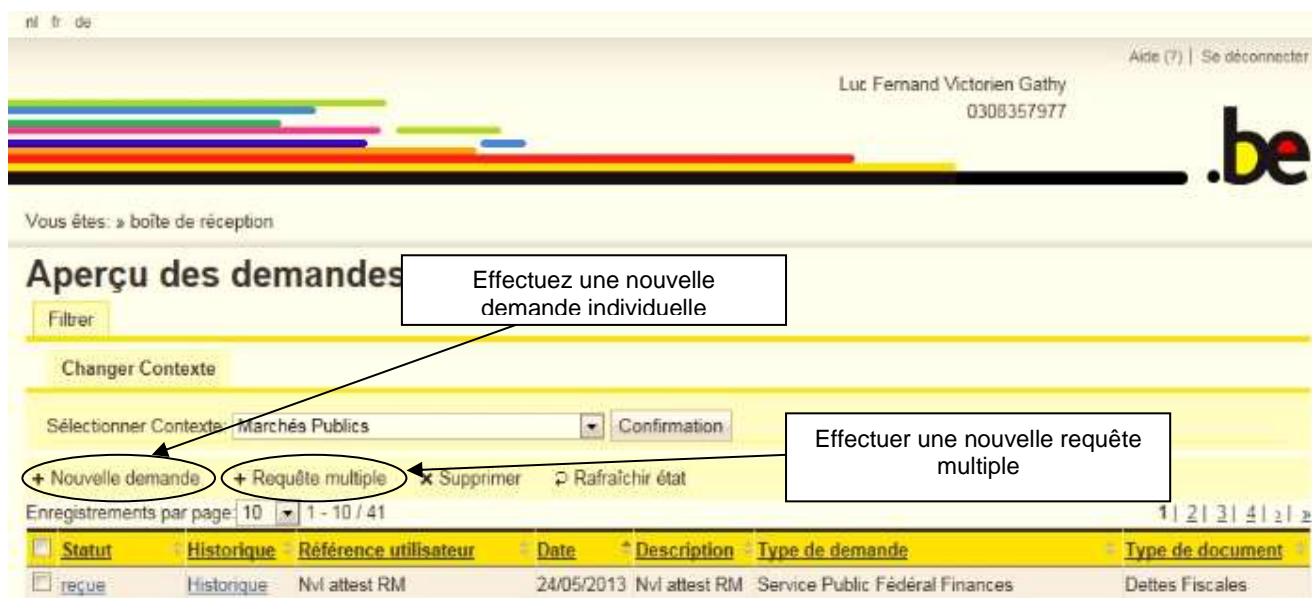 nl fr de
Aide (?) | Se déconnecter
Luc Fernand Victorien Gathy
0308357977
.be
Vous êtes: » boîte de réception
Aperçu des demandes
Effectuez une nouvelle
demande individuelle
Filtrer
Changer Contexte
Sélectionner Contexte: Marchés Publics Confirmation
Effectuer une nouvelle requête
multiple
+ Nouvelle demande + Requête multiple x Supprimer Rafraîchir état
Enregistrements par page: 10 1 - 10 / 41 1 | 2 | 3 | 4 | › | »
Statut Historique Référence utilisateur Date Description Type de demande Type de document
reçue Historique Nvl attest RM 24/05/2013 Nvl attest RM Service Public Fédéral Finances Dettes Fiscales